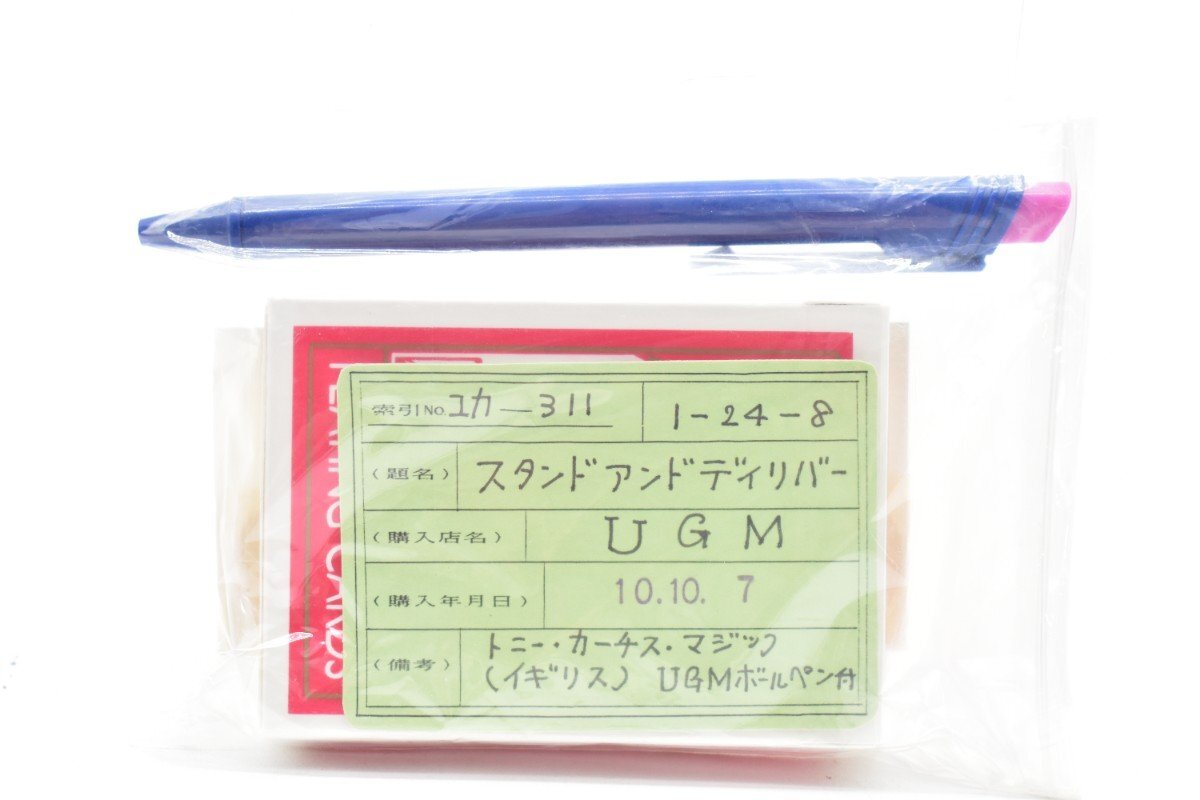 TEARING CARDS
索引No. ユカ—311
1-24-8
(題名) スタンドアンドデイリバー
(購入店名) UGM
(購入年月日) 10.10. 7
(備考) トニー・カーチス・マジック
(イギリス) UGMボールペン付